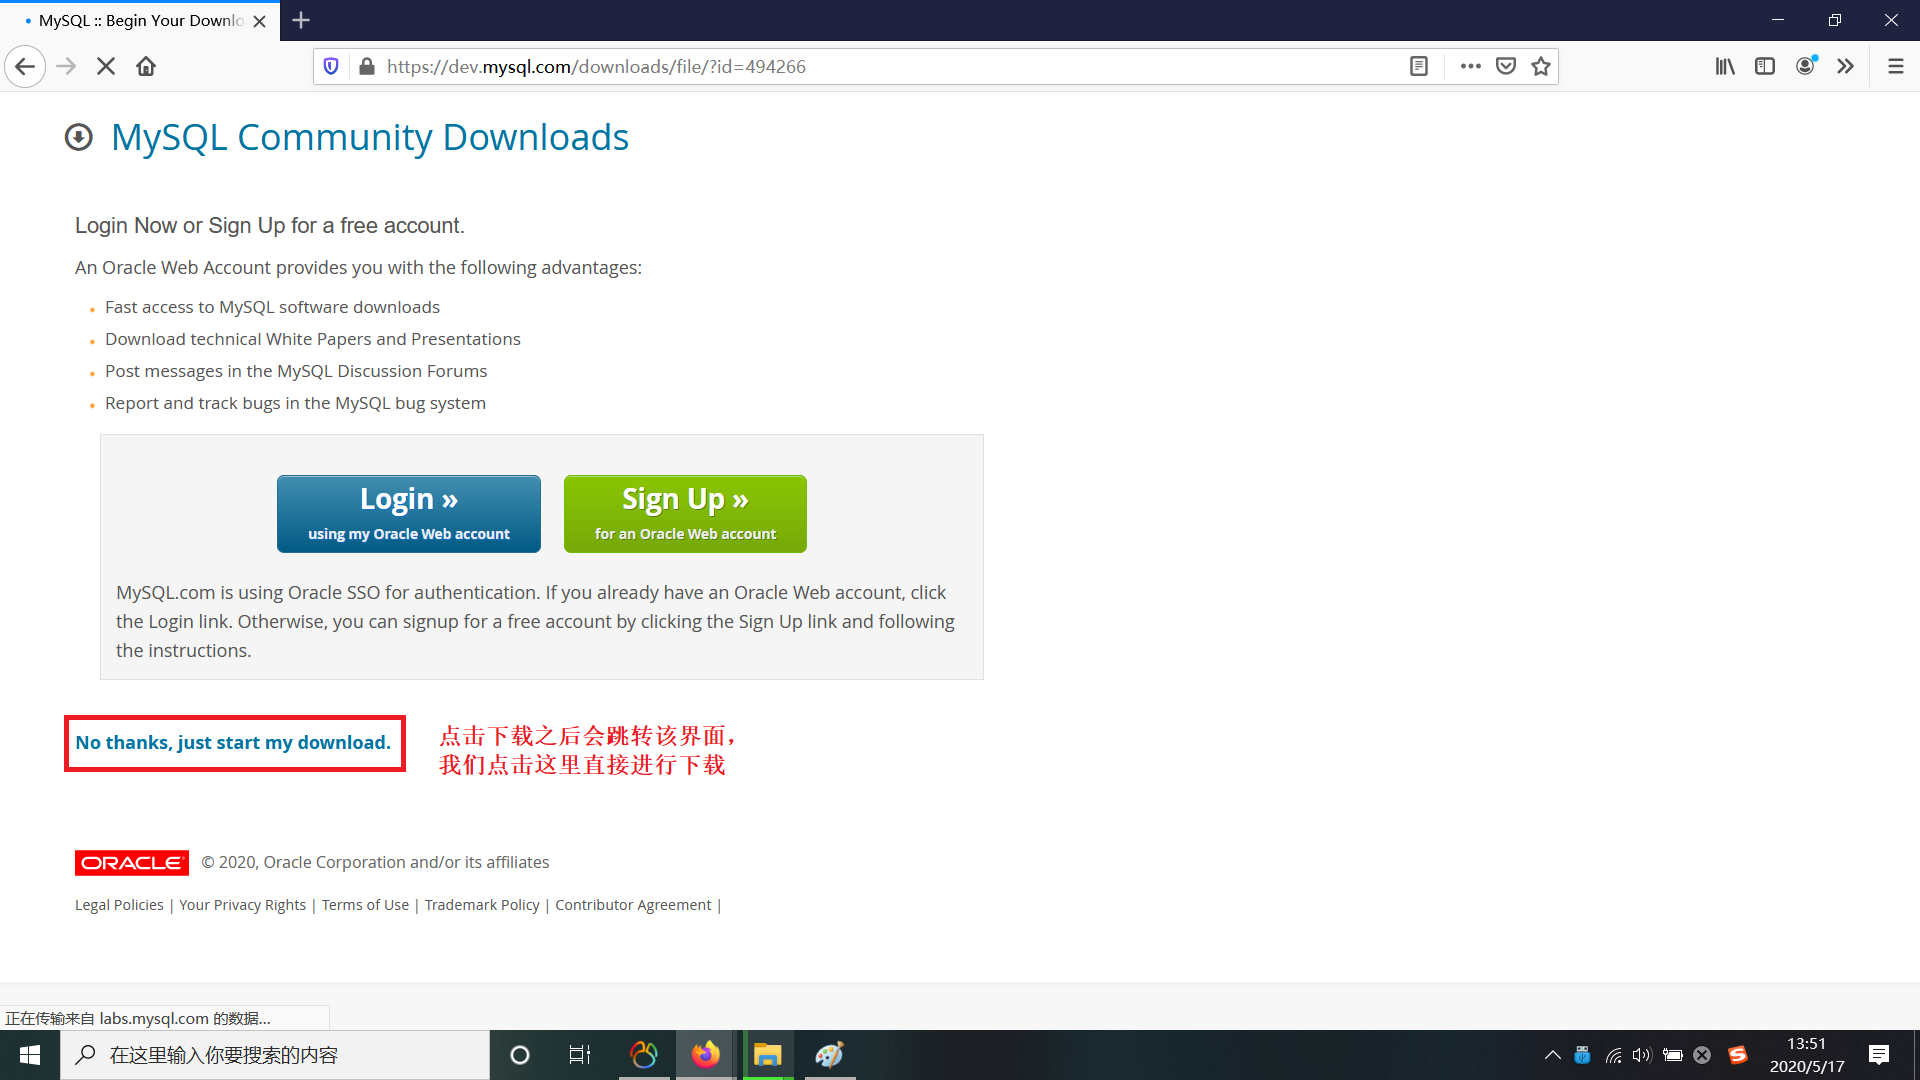 MySQL :: Begin Your Downlo
https://dev.mysql.com/downloads/file/?id=494266
MySQL Community Downloads
Login Now or Sign Up for a free account.
An Oracle Web Account provides you with the following advantages:
Fast access to MySQL software downloads
Download technical White Papers and Presentations
Post messages in the MySQL Discussion Forums
Report and track bugs in the MySQL bug system
Login »
using my Oracle Web account
Sign Up »
for an Oracle Web account
MySQL.com is using Oracle SSO for authentication. If you already have an Oracle Web account, click
the Login link. Otherwise, you can signup for a free account by clicking the Sign Up link and following
the instructions.
No thanks, just start my download.
点击下载之后会跳转该界面，
我们点击这里直接进行下载
ORACLE © 2020, Oracle Corporation and/or its affiliates
Legal Policies | Your Privacy Rights | Terms of Use | Trademark Policy | Contributor Agreement |
正在传输来自 labs.mysql.com 的数据...
在这里输入你要搜索的内容
13:51
2020/5/17